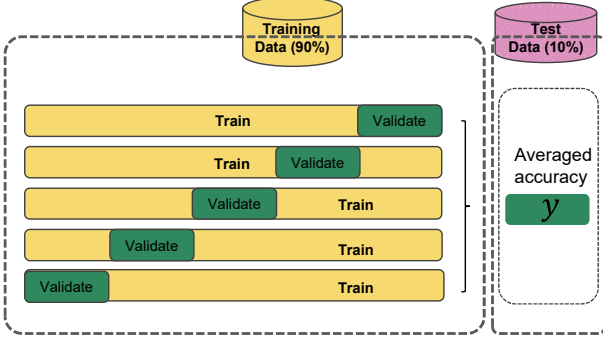 Training
Data (90%)
Test
Data (10%)
Train
Validate
Train
Validate
Validate
Train
Validate
Train
Validate
Train
Averaged
accuracy
y